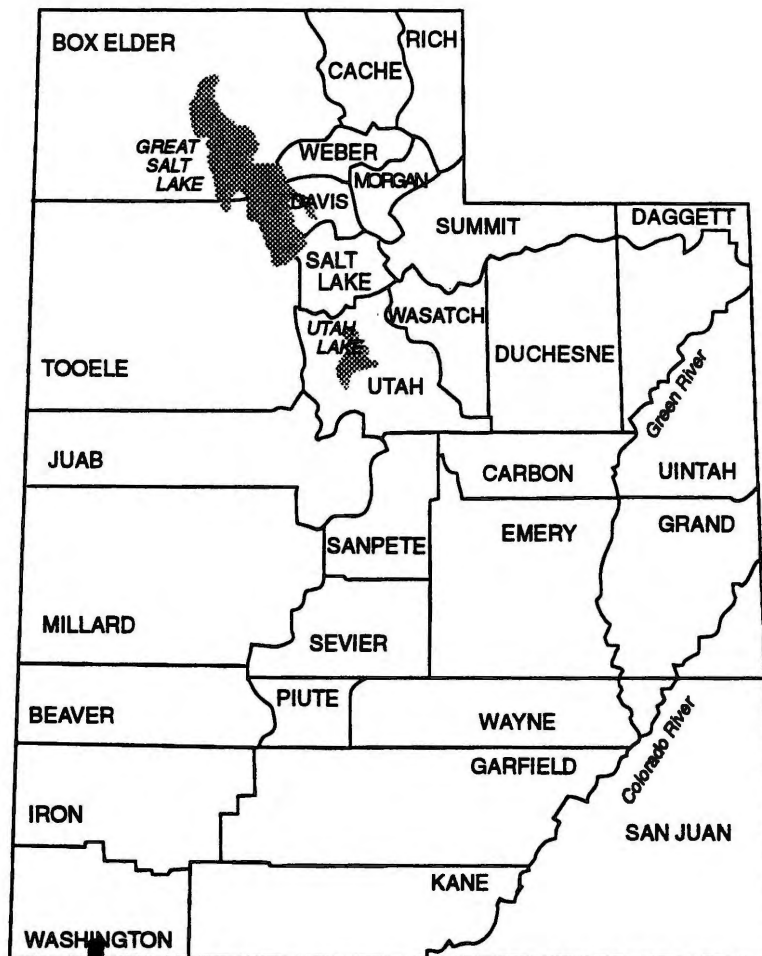 BOX ELDER
RICH
CACHE
GREAT
SALT
LAKE
WEBER
MORGAN
DAVIS
SUMMIT
DAGGETT
SALT
LAKE
WASATCH
UTAH
LAKE
DUCHESNE
TOOELE
UTAH
Green River
JUAB
CARBON
UINTAH
SANPETE
EMERY
GRAND
MILLARD
SEVIER
PIUTE
BEAVER
WAYNE
Colorado River
GARFIELD
IRON
SAN JUAN
KANE
WASHINGTON